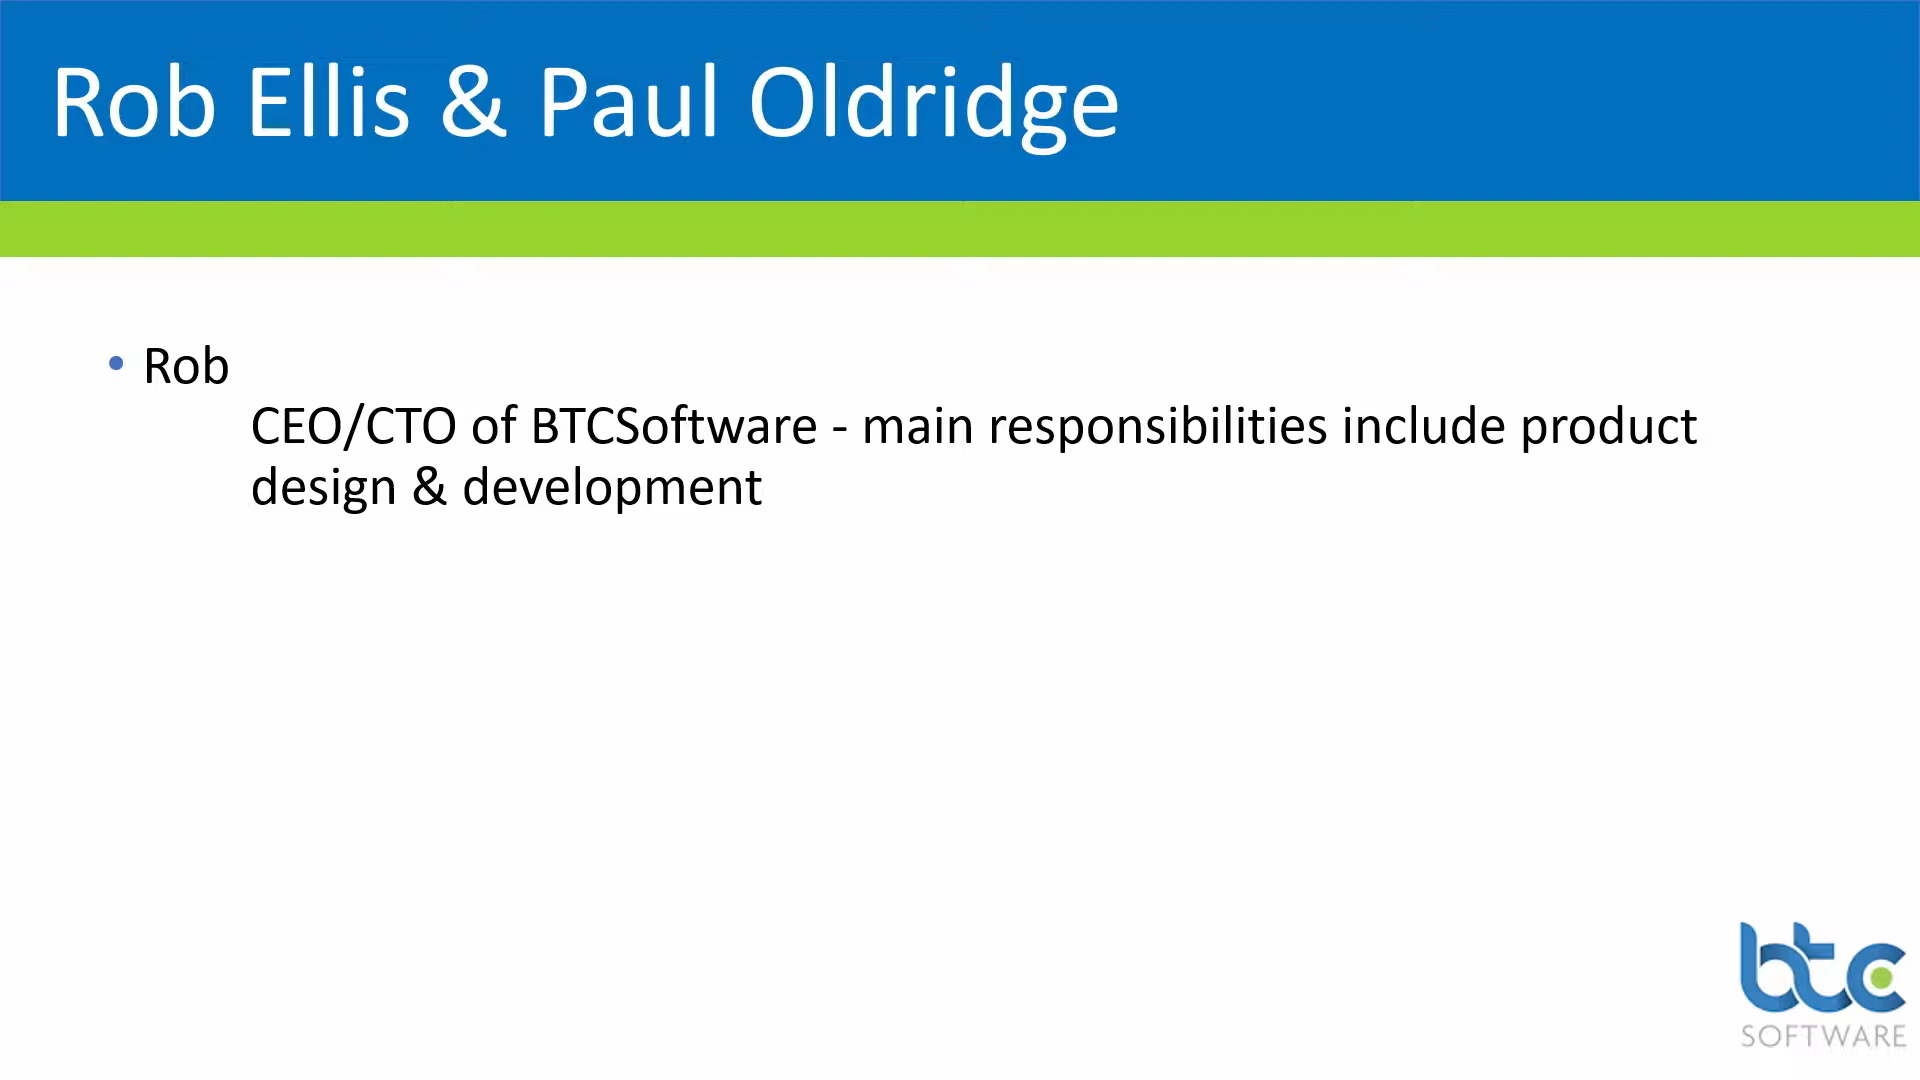 Rob Ellis & Paul Oldridge
• Rob
CEO/CTO of BTCSoftware - main responsibilities include product
design & development
btc
SOFTWARE